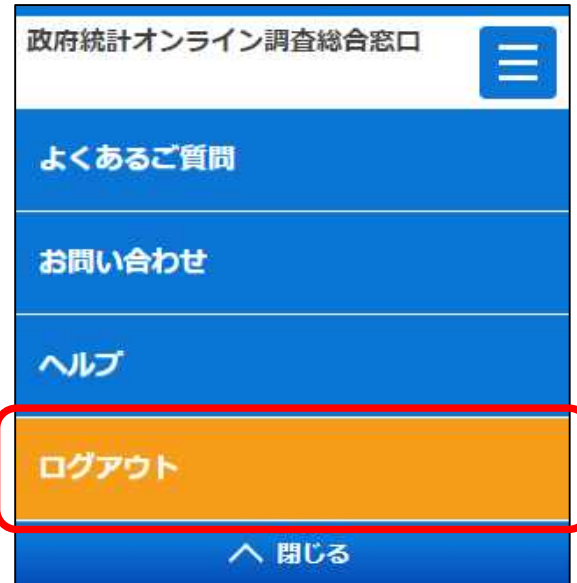 政府統計オンライン調査総合窓口
よくあるご質問
お問い合わせ
ヘルプ
ログアウト
閉じる